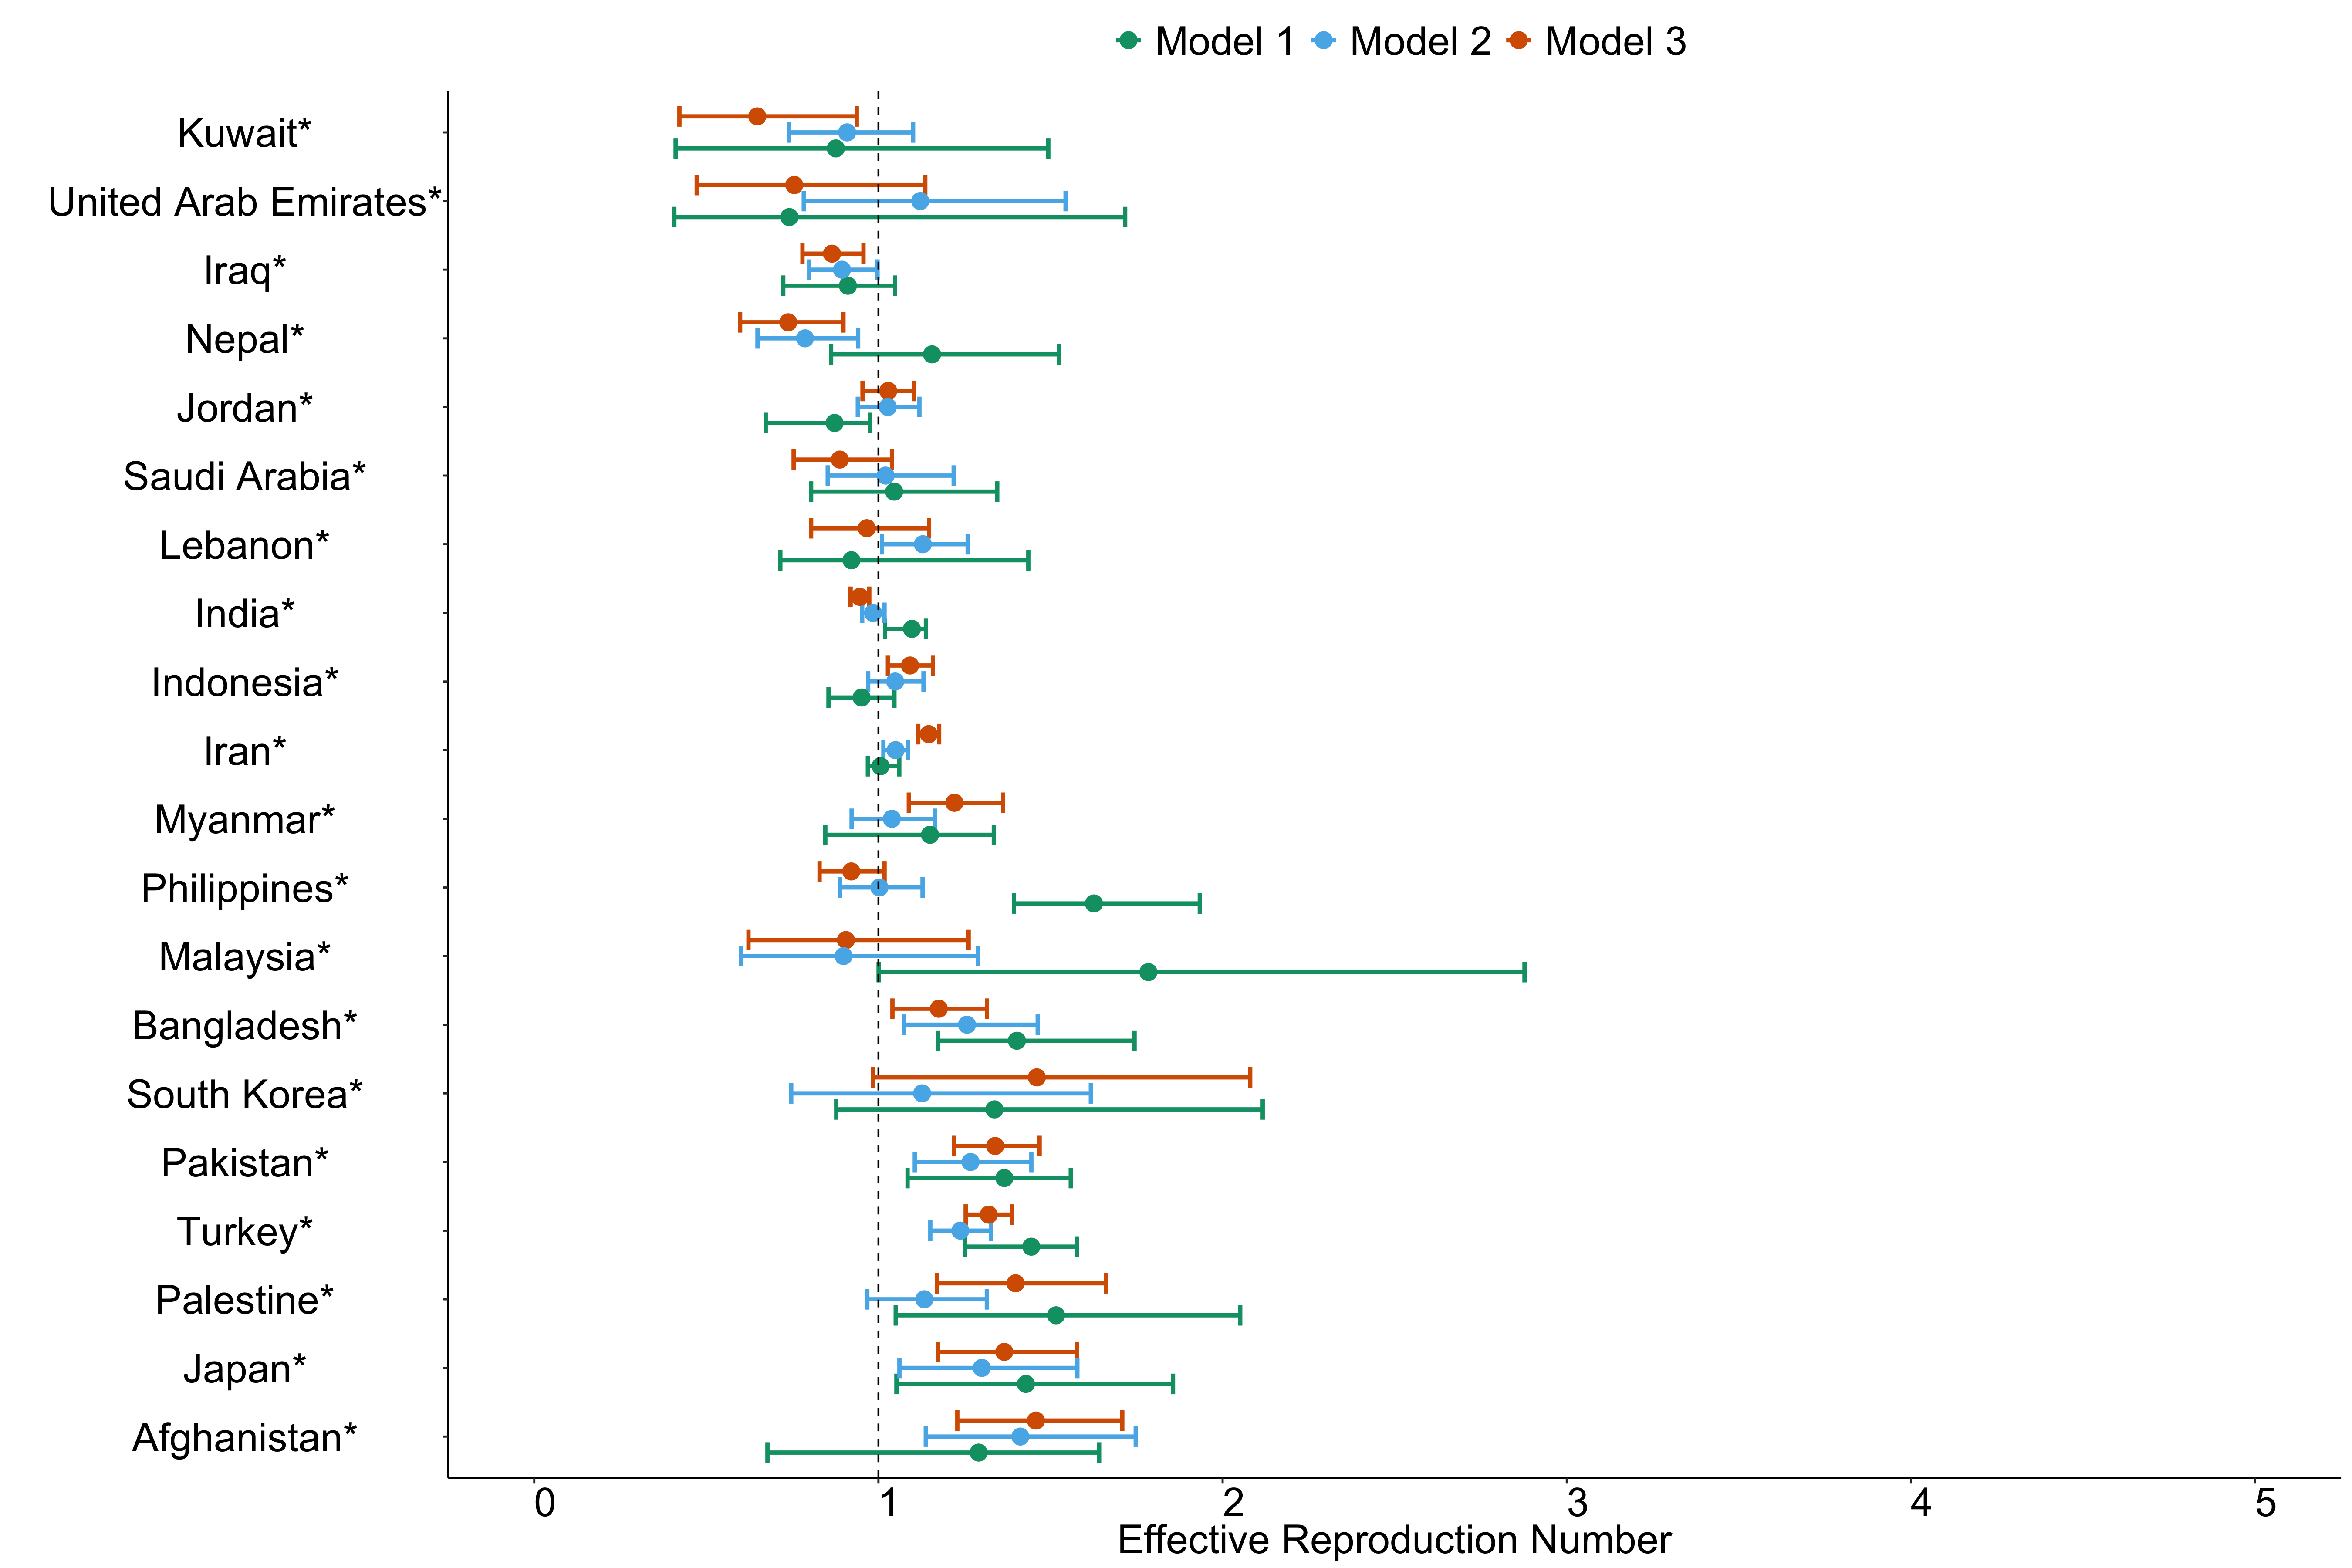 Model 1 Model 2 Model 3
Kuwait*
United Arab Emirates*
Iraq*
Nepal*
Jordan*
Saudi Arabia*
Lebanon*
India*
Indonesia*
Iran*
Myanmar*
Philippines*
Malaysia*
Bangladesh*
South Korea*
Pakistan*
Turkey*
Palestine*
Japan*
Afghanistan*
0 1 2 3 4 5
Effective Reproduction Number